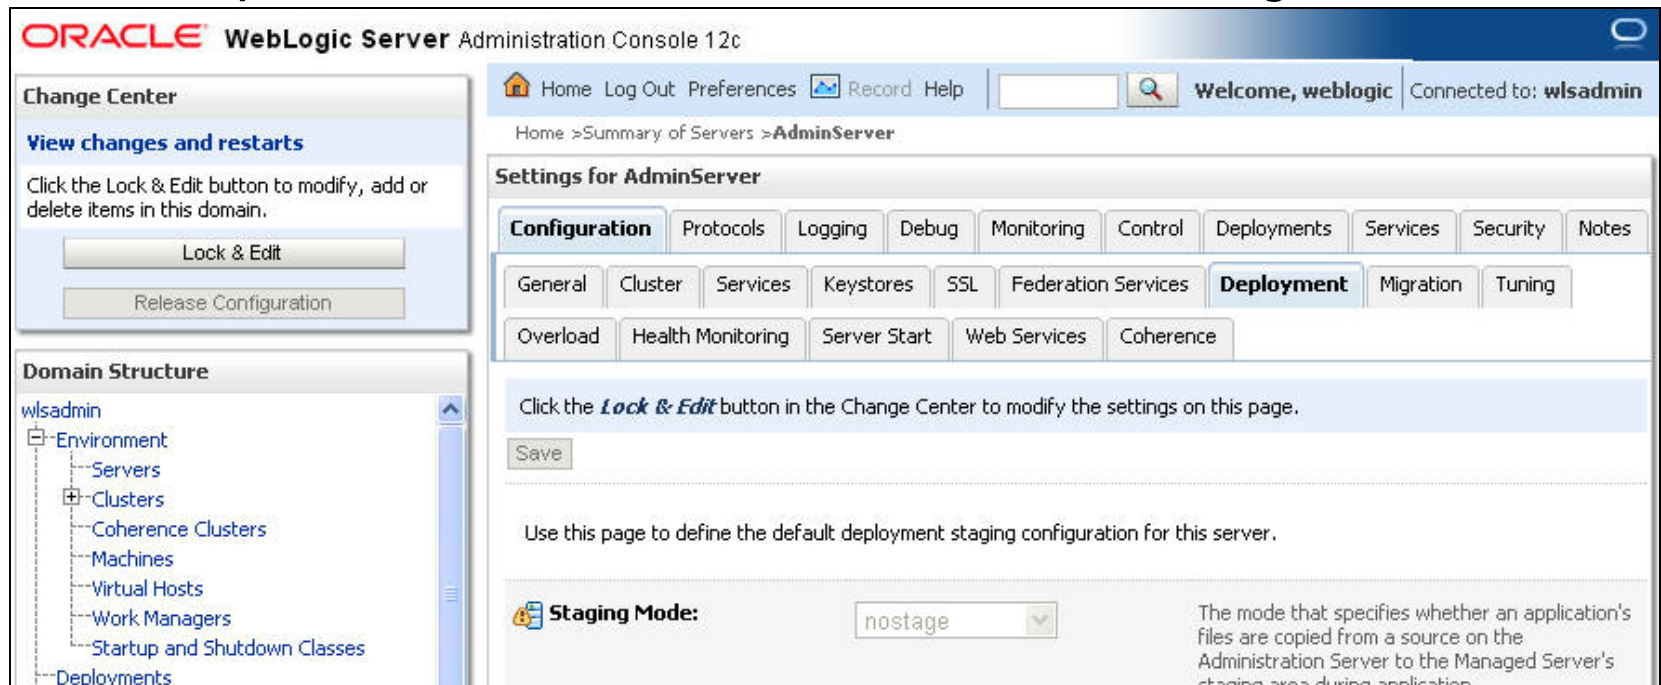 ORACLE WebLogic Server Administration Console 12c
Change Center
View changes and restarts
Click the Lock & Edit button to modify, add or
delete items in this domain.
Lock & Edit
Release Configuration
Domain Structure
wlsadmin
Environment
Servers
Clusters
Coherence Clusters
Machines
Virtual Hosts
Work Managers
Startup and Shutdown Classes
Deployments
Home Log Out Preferences Record Help
Welcome, weblogic Connected to: wlsadmin
Home >Summary of Servers >AdminServer
Settings for AdminServer
Configuration Protocols Logging Debug Monitoring Control Deployments Services Security Notes
General Cluster Services Keystores SSL Federation Services Deployment Migration Tuning
Overload Health Monitoring Server Start Web Services Coherence
Click the Lock & Edit button in the Change Center to modify the settings on this page.
Save
Use this page to define the default deployment staging configuration for this server.
Staging Mode:
nostage
The mode that specifies whether an application's
files are copied from a source on the
Administration Server to the Managed Server's
staging area during application